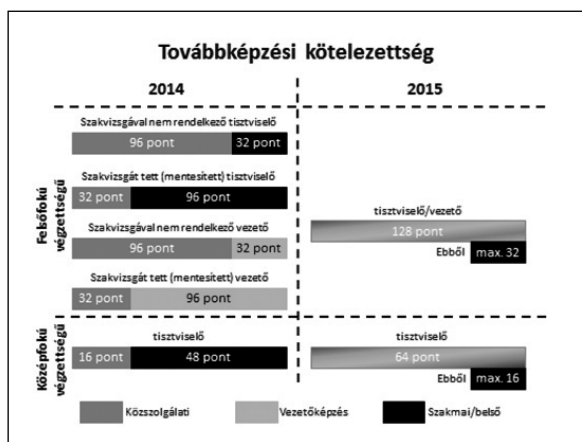 Továbbképzési kötelezettség
2014
2015
Felsőfokú végzettségű
Szakvizsgával nem rendelkező tisztviselő
96 pont
32 pont
Szakvizsgát tett (mentesített) tisztviselő
32 pont
96 pont
Szakvizsgával nem rendelkező vezető
96 pont
32 pont
Szakvizsgát tett (mentesített) vezető
32 pont
96 pont
tisztviselő/vezető
128 pont
Ebből
max. 32
Középfokú végzettségű
tisztviselő
16 pont
48 pont
tisztviselő
64 pont
Ebből
max. 16
Közszolgálati
Vezetőképzés
Szakmai/belső